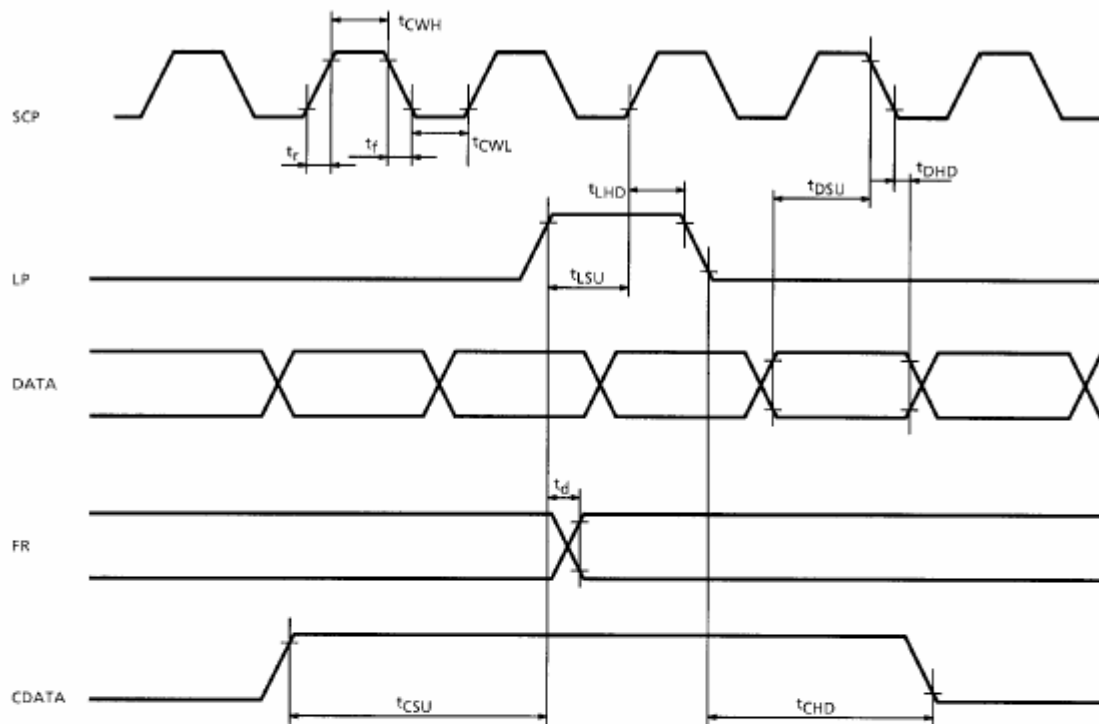 tCWH
SCP
tr
tf
tCWL
tLHD
tDSU
tDHD
LP
tLSU
DATA
td
FR
CDATA
tCSU
tCHD